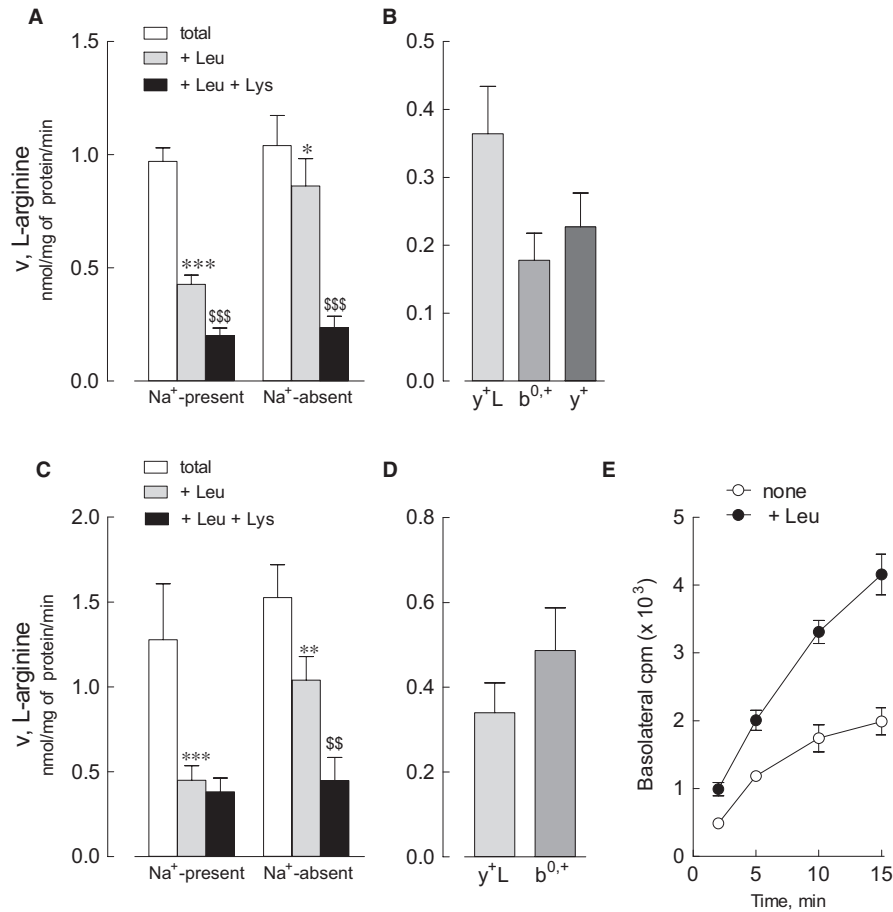 A
total
+ Leu
+ Leu + Lys
1.5
1.0
0.5
0.0
v, L-arginine
nmol/mg of protein/min
***
$$$
*
$$$
Na⁺-present
Na⁺-absent
B
0.5
0.4
0.3
0.2
0.1
0.0
y⁺L
b⁰,⁺
y⁺
C
total
+ Leu
+ Leu + Lys
2.0
1.5
1.0
0.5
0.0
v, L-arginine
nmol/mg of protein/min
***
**
$$
Na⁺-present
Na⁺-absent
D
0.8
0.6
0.4
0.2
0.0
y⁺L
b⁰,⁺
E
none
+ Leu
5
4
3
2
1
0
Basolateral cpm (x 10³)
0
5
10
15
Time, min